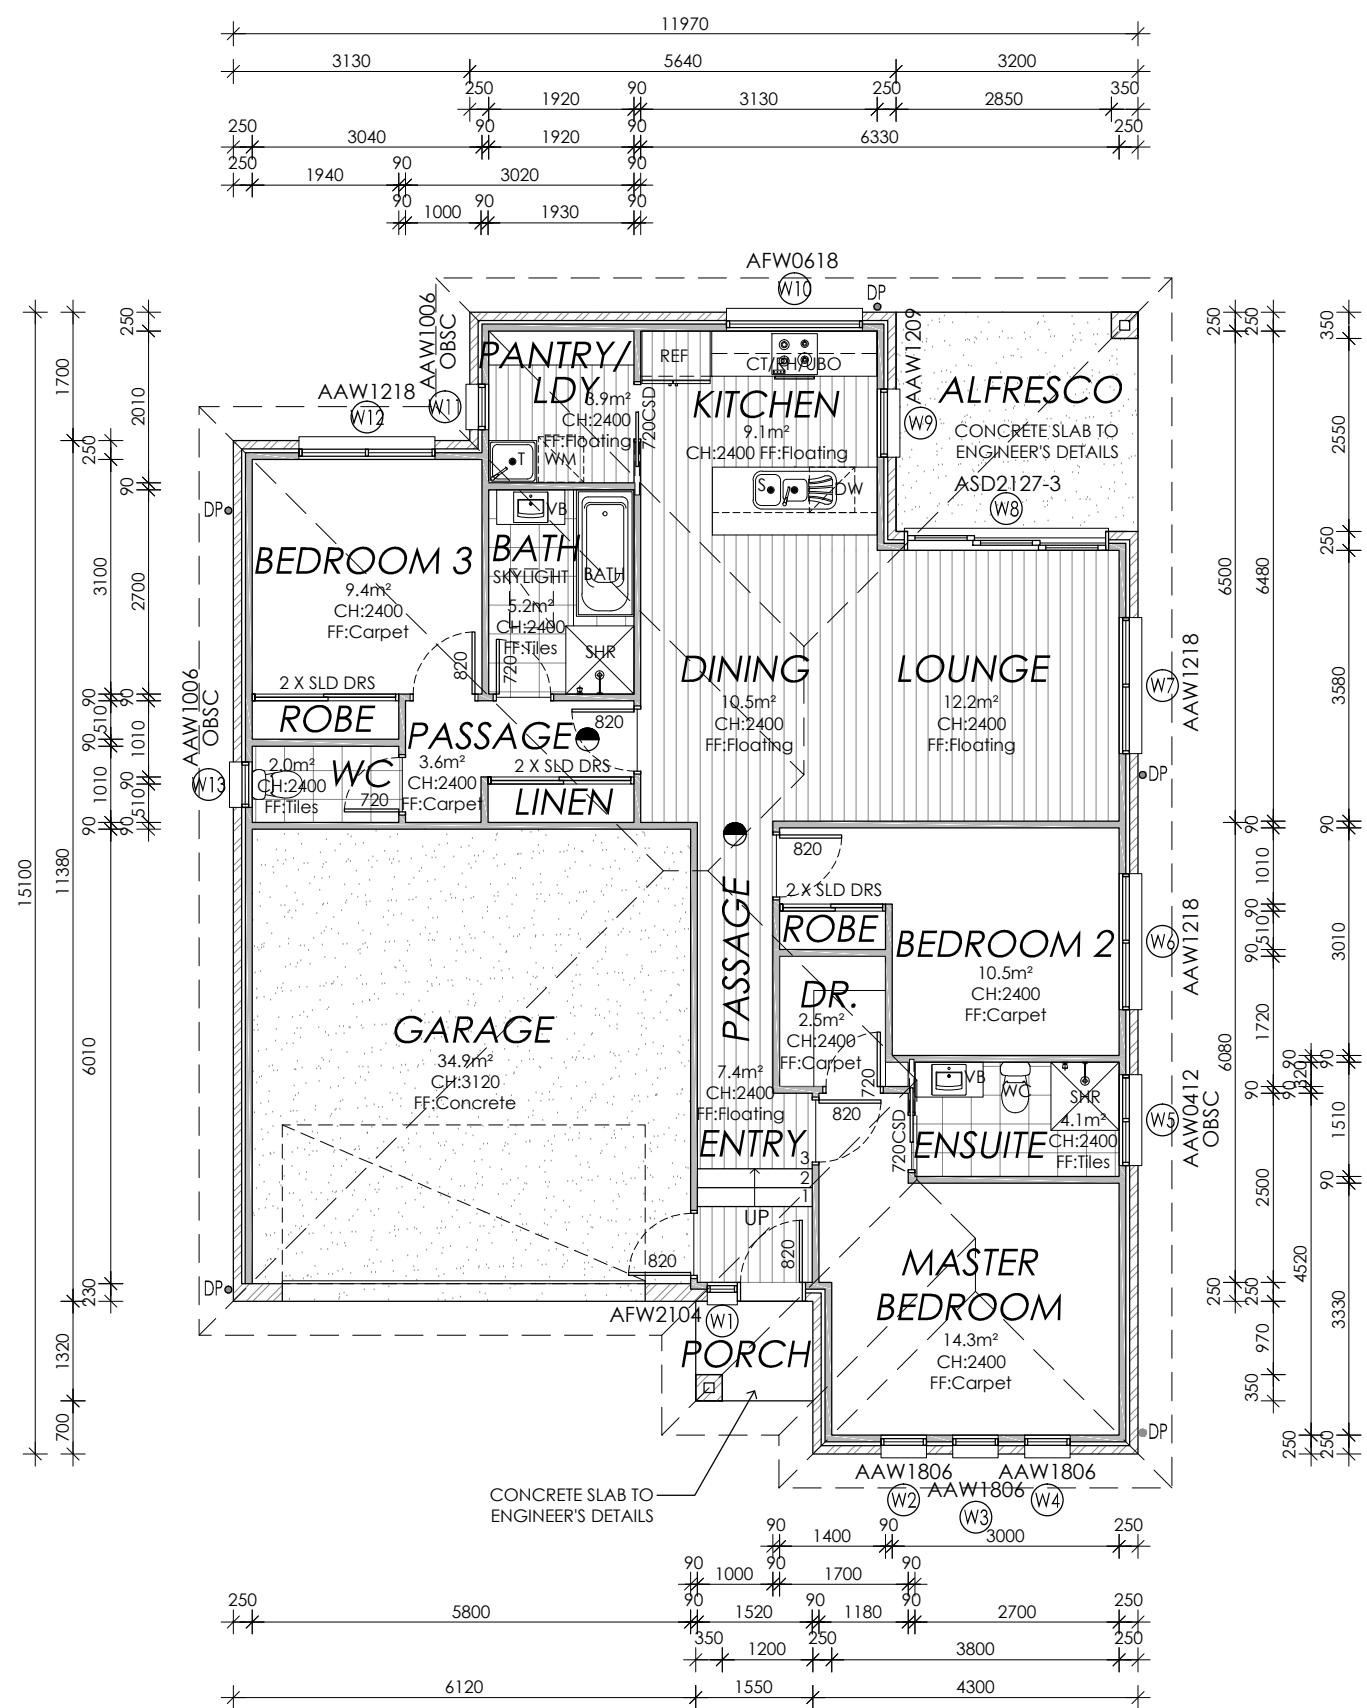 11970
3130 5640 3200
250 1920 90 3130 250 2850 350
250 3040 90 1920 90 6330 250
250 1940 90 3020 90
90 1000 90 1930 90
AFW0618
W10
DP
AAW1006
OBSC
W11
AAW1218
W12
PANTRY/
LDY
3.9m²
CH:2400
FF:Floating
T
WM
720CSD
REF
CT/RH/UBO
KITCHEN
9.1m²
CH:2400 FF:Floating
S
DW
AAW1209
W9
ALFRESCO
CONCRETE SLAB TO
ENGINEER'S DETAILS
ASD2127-3
W8
DP
BEDROOM 3
9.4m²
CH:2400
FF:Carpet
820
VB
BATH
SKYLIGHT
BATH
5.2m²
CH:2400
FF:Tiles
SHR
720
DINING
10.5m²
CH:2400
FF:Floating
LOUNGE
12.2m²
CH:2400
FF:Floating
W7
AAW1218
DP
2 X SLD DRS
ROBE
AAW1006
OBSC
W13
2.0m²
CH:2400
FF:Tiles
WC
720
PASSAGE
3.6m²
CH:2400
FF:Carpet
820
2 X SLD DRS
LINEN
PASSAGE
820
2 X SLD DRS
ROBE
BEDROOM 2
10.5m²
CH:2400
FF:Carpet
W6
AAW1218
GARAGE
34.9m²
CH:3120
FF:Concrete
DR.
2.5m²
CH:2400
FF:Carpet
720
7.4m²
CH:2400
FF:Floating
ENTRY
3
2
1
UP
820
720CSD
VB
WC
SHR
ENSUITE
4.1m²
CH:2400
FF:Tiles
W5
AAW0412
OBSC
820
820
MASTER
BEDROOM
14.3m²
CH:2400
FF:Carpet
DP
DP
AFW2104
W1
PORCH
CONCRETE SLAB TO
ENGINEER'S DETAILS
AAW1806
W2
AAW1806
W3
AAW1806
W4
15100
1700 11380 1320 700
250 3100 90 510 90 1010 90 6010 230
250 2010 90 2700 90 1010 90 510 90
250 6500 6080 250
250 6480 90 1010 90 510 90 1720 90 2500 250 970 350
90 1320 90 4520 250
350 2550 250 3580 90 3010 90 1510 90 3330 250
90 1400 90 3000 250
90 1000 90 1700 90
250 5800 90 1520 90 1180 90 2700 250
350 1200 250 3800 250
6120 1550 4300